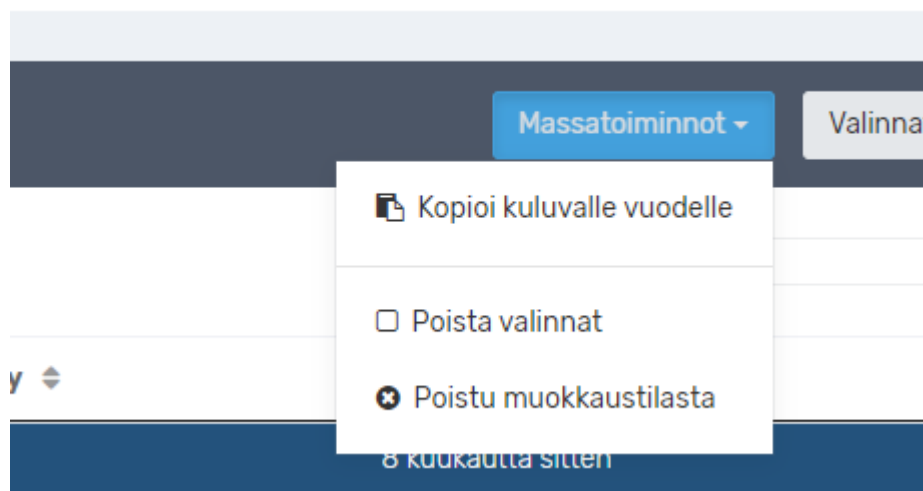 Massatoiminnot
Kopioi kuluvalle vuodelle
Poista valinnat
Poistu muokkaustilasta
8 kuukautta sitten